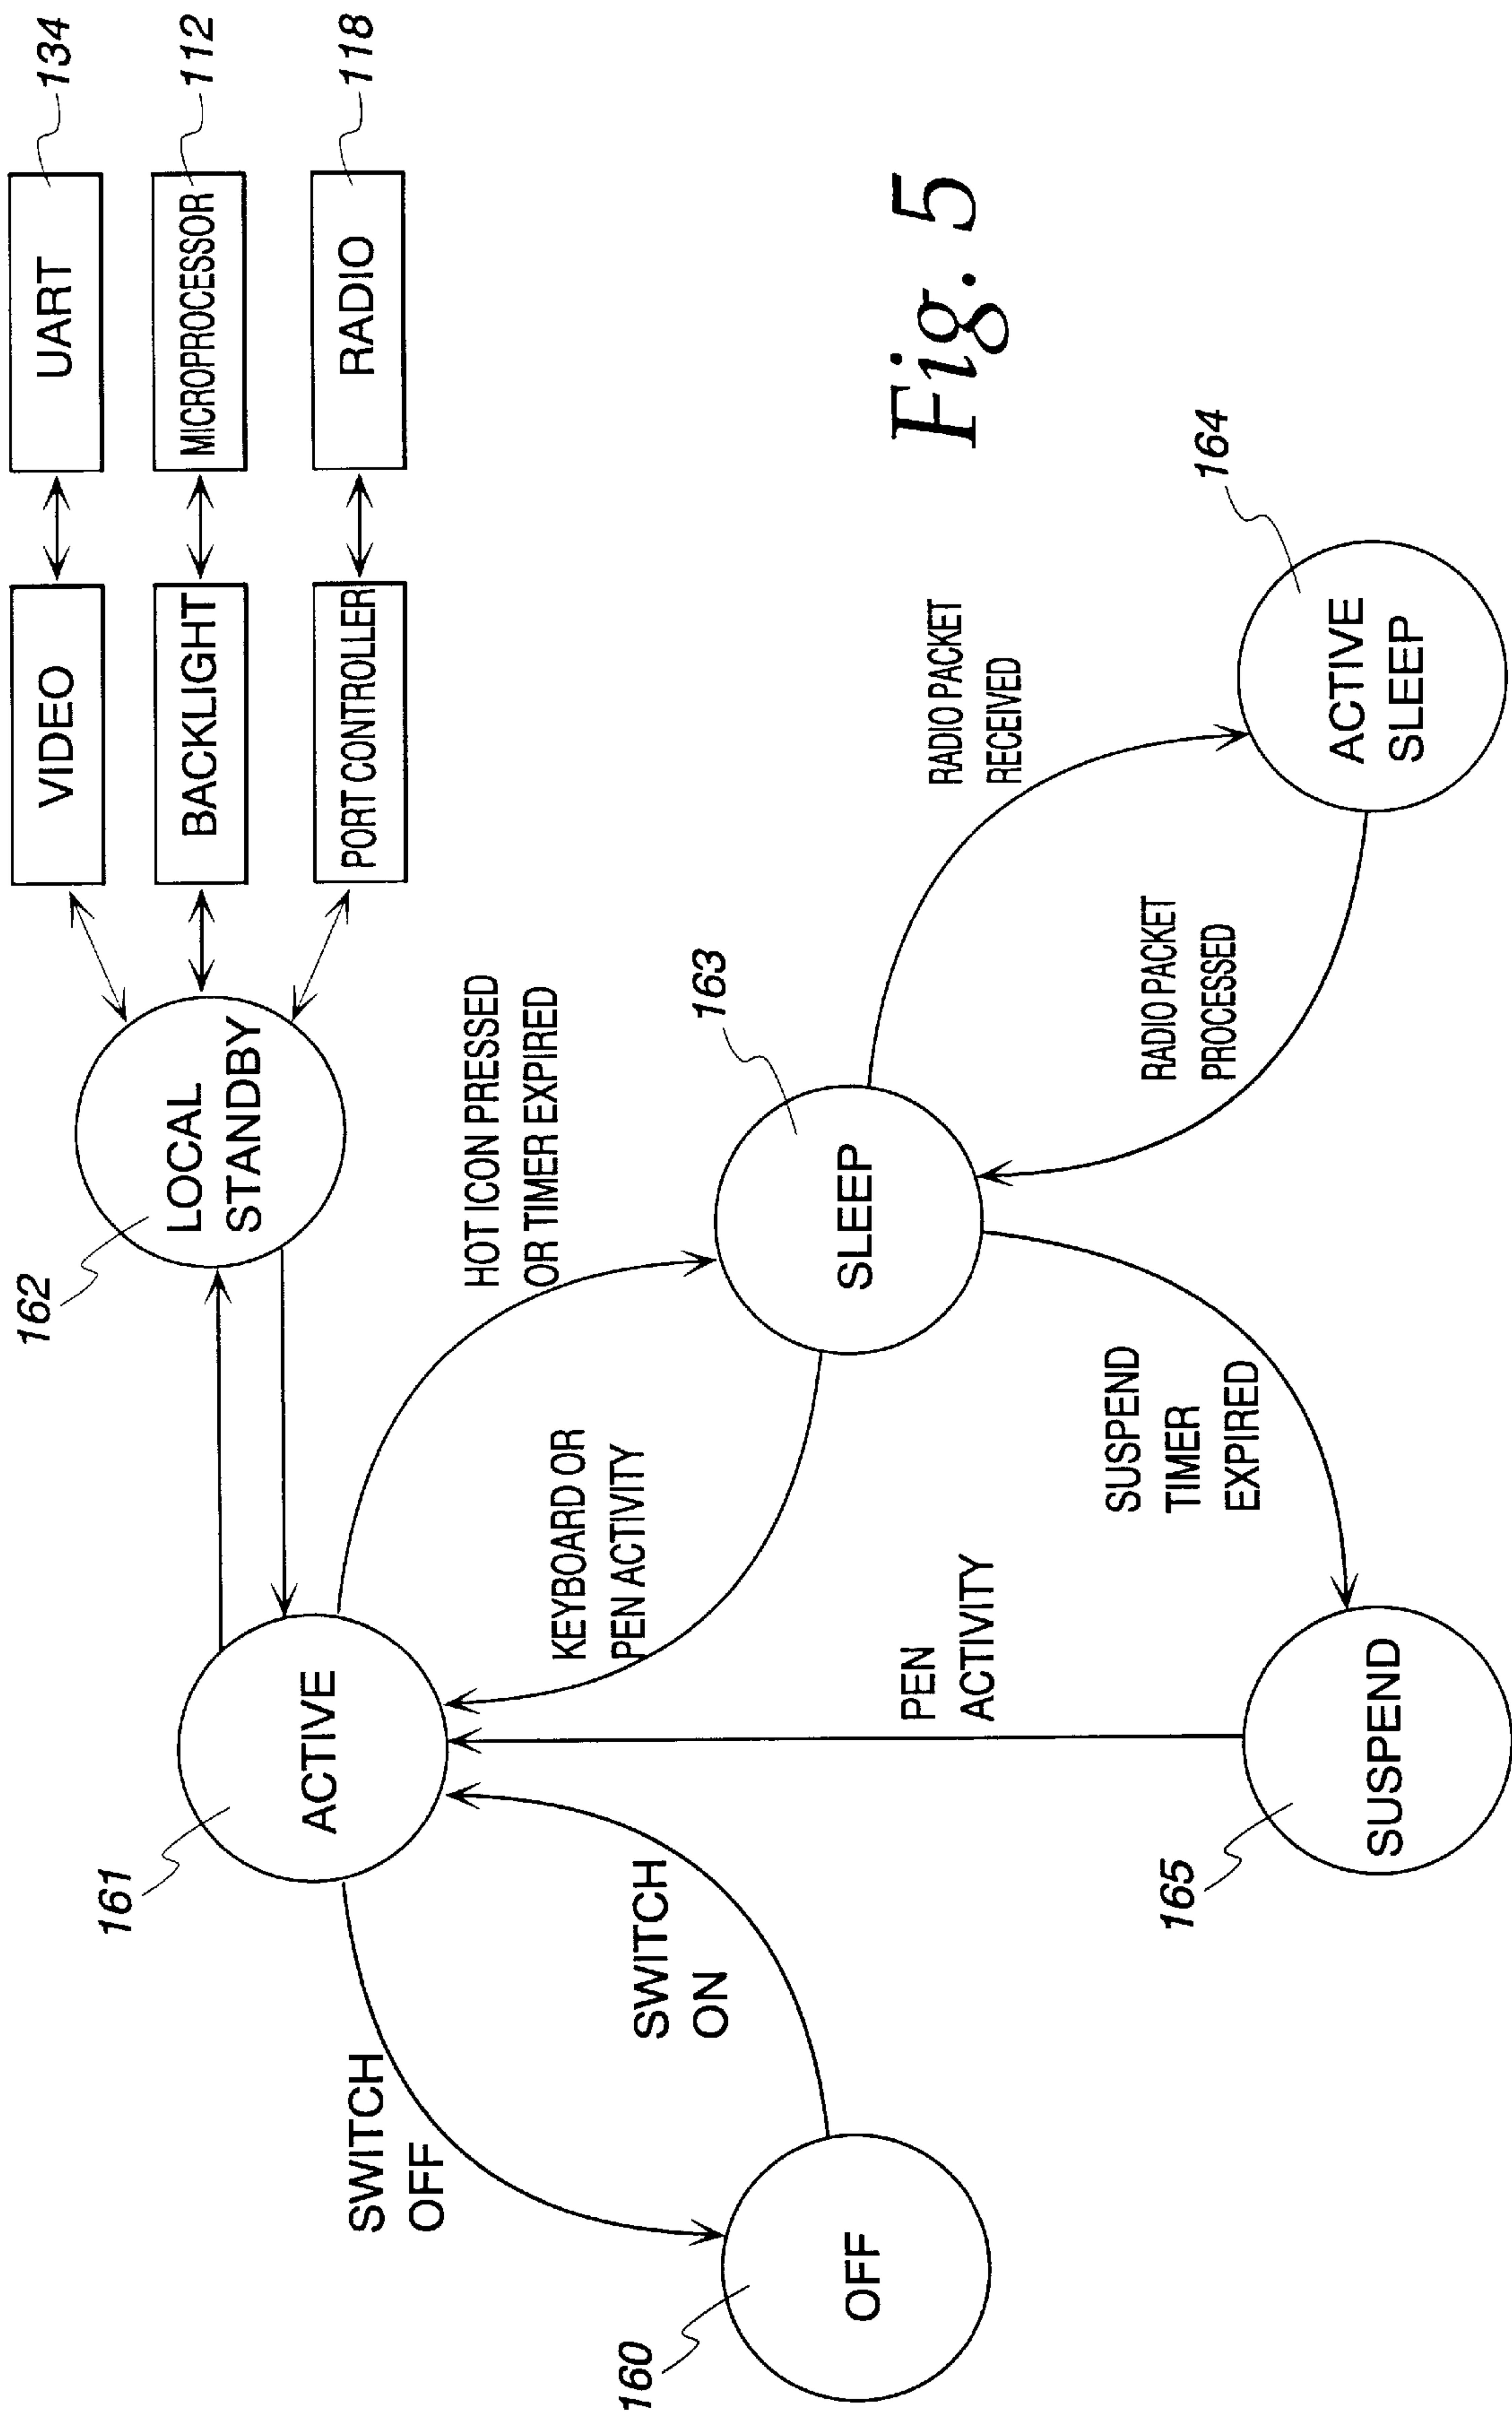 VIDEO
UART
134
BACKLIGHT
MICROPROCESSOR
112
PORT CONTROLLER
RADIO
118
162
LOCAL
STANDBY
161
ACTIVE
HOT ICON PRESSED
OR TIMER EXPIRED
SWITCH
OFF
KEYBOARD OR
PEN ACTIVITY
SWITCH
ON
163
SLEEP
160
OFF
PEN
ACTIVITY
RADIO PACKET
RECEIVED
Fig. 5
SUSPEND
TIMER
EXPIRED
RADIO PACKET
PROCESSED
165
SUSPEND
164
ACTIVE
SLEEP